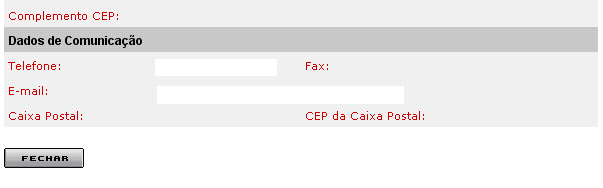 Complemento CEP:
Dados de Comunicação
Telefone: Fax:
E-mail:
Caixa Postal: CEP da Caixa Postal:
FECHAR